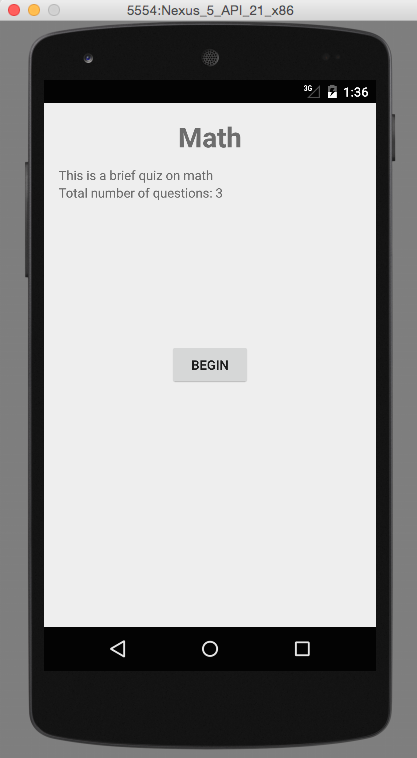 5554:Nexus_5_API_21_x86
3G 1:36
Math
This is a brief quiz on math
Total number of questions: 3
BEGIN